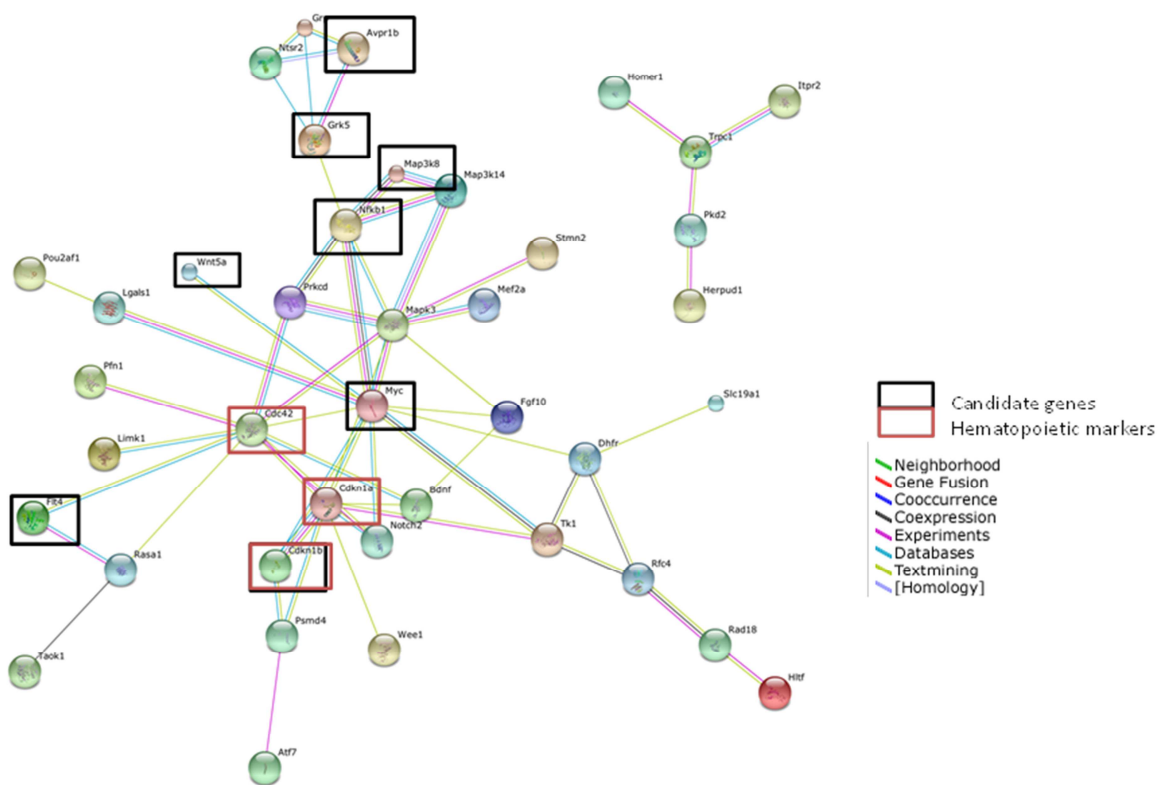 Avpr1b
Ntsr2
Grk5
Map3k8
Map3k14
Nfkb1
Homer1
Itpr2
Trpc1
Pkd2
Herpud1
Stmn2
Wnt5a
Pou2af1
Lgals1
Prkcd
Mef2a
Mapk3
Pfn1
Myc
Cdc42
Fgf10
Slc19a1
Limk1
Dhfr
Flt4
Cdkn1a
Bdnf
Notch2
Tk1
Rasa1
Cdkn1b
Rfc4
Psmd4
Wee1
Rad18
Taok1
Hltf
Atf7
Candidate genes
Hematopoietic markers
Neighborhood
Gene Fusion
Cooccurrence
Coexpression
Experiments
Databases
Textmining
[Homology]